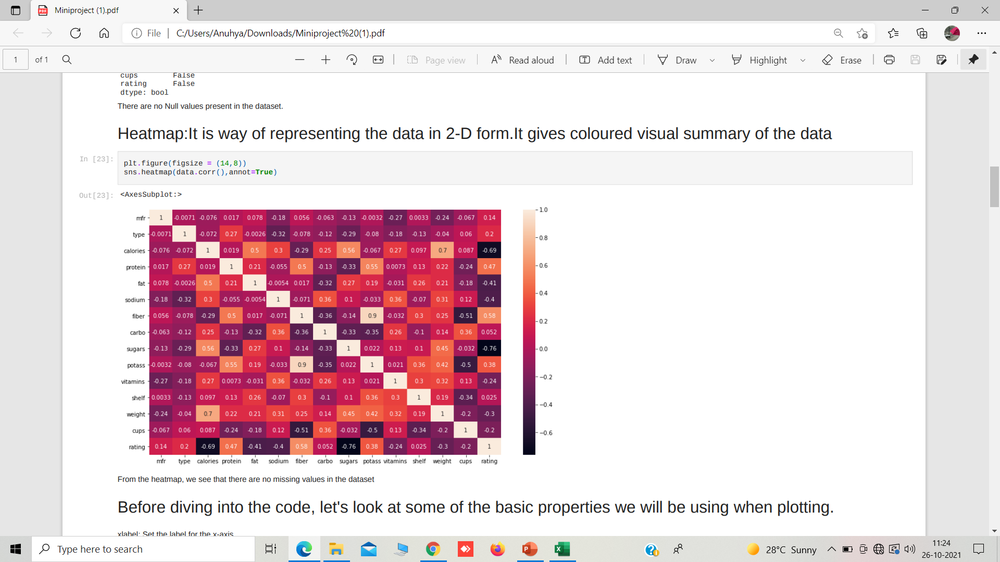 Miniproject (1).pdf
File
C:/Users/Anuhya/Downloads/Miniproject%20(1).pdf
1 of 1
Page view
Read aloud
Add text
Draw
Highlight
Erase
cups False
rating False
dtype: bool
There are no Null values present in the dataset.
Heatmap:It is way of representing the data in 2-D form.It gives coloured visual summary of the data
In [23]:
plt.figure(figsize = (14,8))
sns.heatmap(data.corr(),annot=True)
Out[23]: <AxesSubplot:>
mfr 1 -0.0071 -0.076 0.017 0.078 -0.18 0.056 -0.063 -0.13 -0.0032 -0.27 0.0033 -0.24 -0.067 0.14
type -0.0071 1 -0.072 0.27 -0.0026 -0.32 -0.078 -0.12 -0.29 -0.08 -0.18 -0.13 -0.04 0.06 0.2
calories -0.076 -0.072 1 0.019 0.5 0.3 -0.29 0.25 0.56 -0.067 0.27 0.097 0.7 0.087 -0.69
protein 0.017 0.27 0.019 1 0.21 -0.055 0.5 -0.13 -0.33 0.55 0.0073 0.13 0.22 -0.24 0.47
fat 0.078 -0.0026 0.5 0.21 1 -0.0054 0.017 -0.32 0.27 0.19 -0.031 0.26 0.21 -0.18 -0.41
sodium -0.18 -0.32 0.3 -0.055 -0.0054 1 -0.071 0.36 0.1 -0.033 0.36 -0.07 0.31 0.12 -0.4
fiber 0.056 -0.078 -0.29 0.5 0.017 -0.071 1 -0.36 -0.14 0.9 -0.032 0.3 0.25 -0.51 0.58
carbo -0.063 -0.12 0.25 -0.13 -0.32 0.36 -0.36 1 -0.33 -0.35 0.26 -0.1 0.14 0.36 0.052
sugars -0.13 -0.29 0.56 -0.33 0.27 0.1 -0.14 -0.33 1 0.022 0.13 0.1 0.45 -0.032 -0.76
potass -0.0032 -0.08 -0.067 0.55 0.19 -0.033 0.9 -0.35 0.022 1 0.021 0.36 0.42 -0.5 0.38
vitamins -0.27 -0.18 0.27 0.0073 -0.031 0.36 -0.032 0.26 0.13 0.021 1 0.3 0.32 0.13 -0.24
shelf 0.0033 -0.13 0.097 0.13 0.26 -0.07 0.3 -0.1 0.1 0.36 0.3 1 0.19 -0.34 0.025
weight -0.24 -0.04 0.7 0.22 0.21 0.31 0.25 0.14 0.45 0.42 0.32 0.19 1 -0.2 -0.3
cups -0.067 0.06 0.087 -0.24 -0.18 0.12 -0.51 0.36 -0.032 -0.5 0.13 -0.34 -0.2 1 -0.2
rating 0.14 0.2 -0.69 0.47 -0.41 -0.4 0.58 0.052 -0.76 0.38 -0.24 0.025 -0.3 -0.2 1
mfr type calories protein fat sodium fiber carbo sugars potass vitamins shelf weight cups rating
1.0
0.8
0.6
0.4
0.2
0.0
-0.2
-0.4
-0.6
From the heatmap, we see that there are no missing values in the dataset
Before diving into the code, let's look at some of the basic properties we will be using when plotting.
xlabel: Set the label for the x-axis
Type here to search
28°C Sunny
11:24
26-10-2021